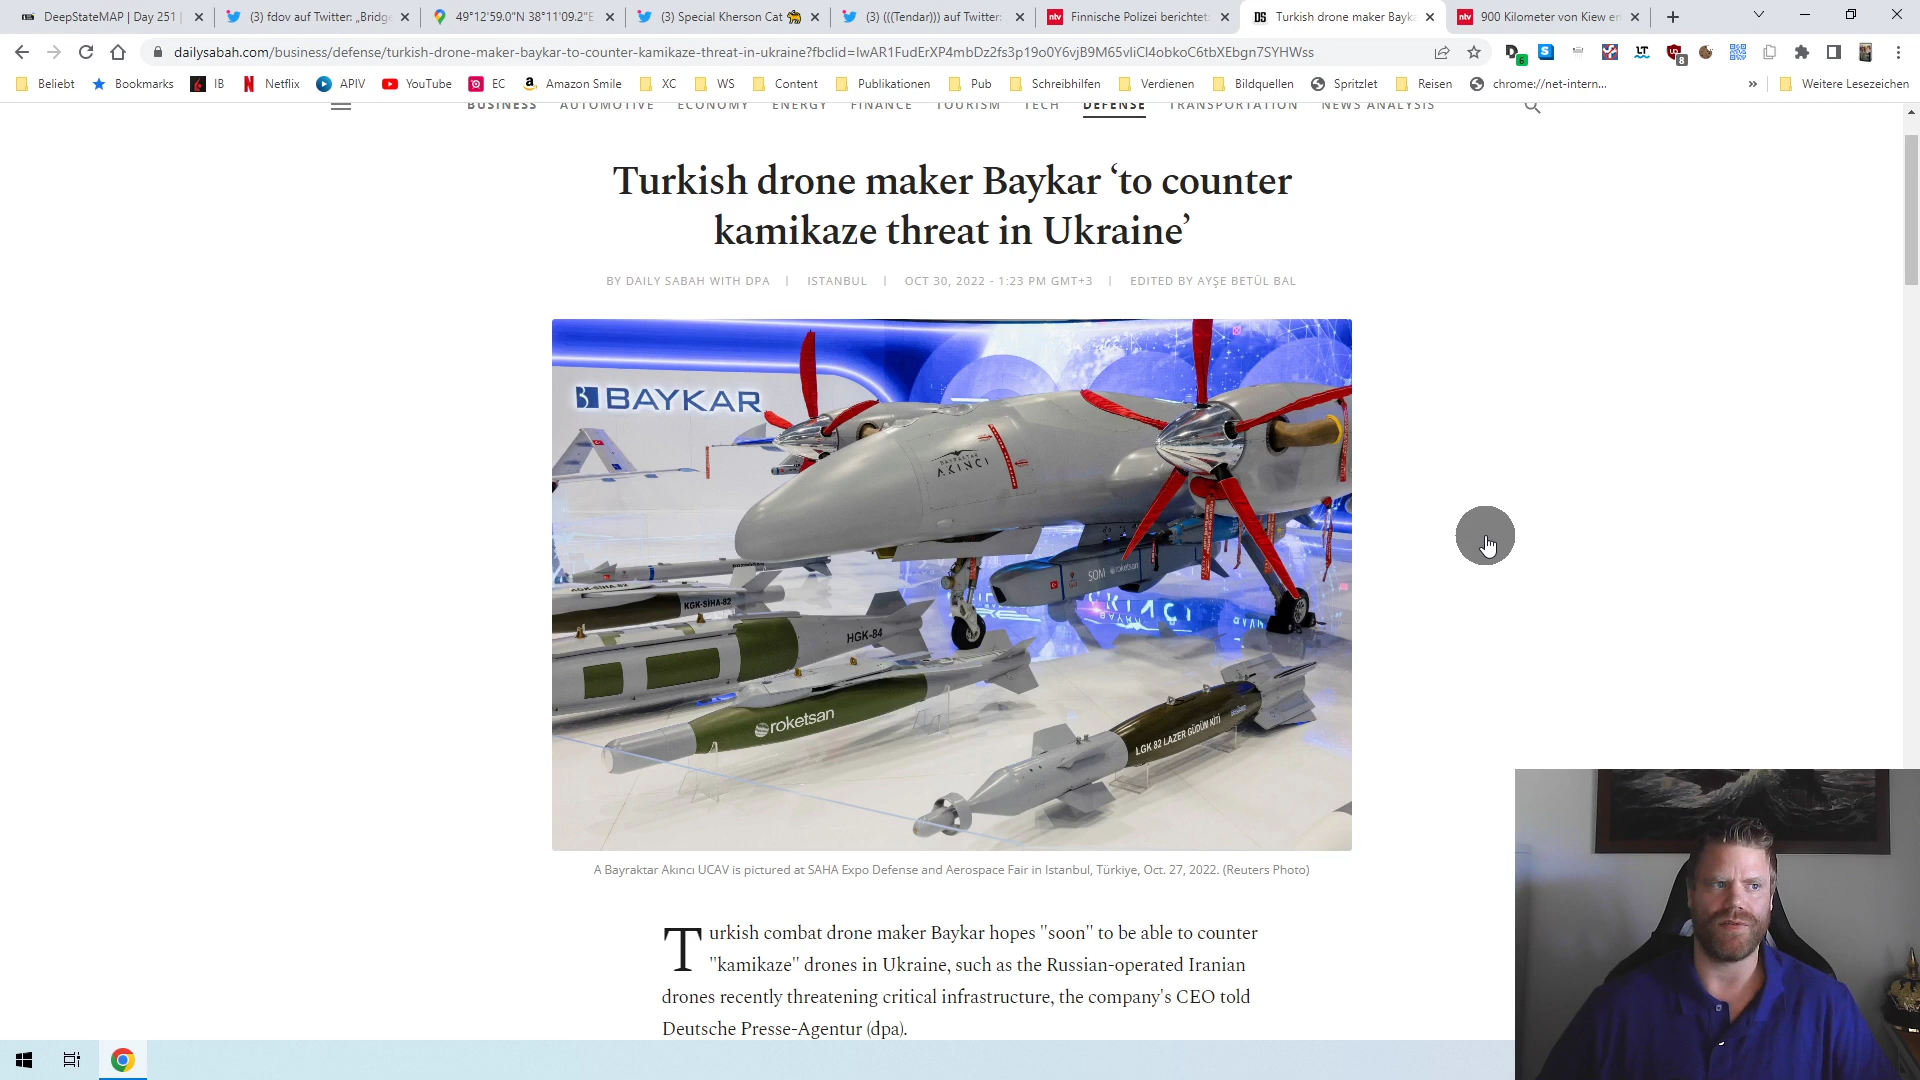 DeepStateMAP | Day 251
(3) fdov auf Twitter: „Bridge
49°12'59.0"N 38°11'09.2"E
(3) Special Kherson Cat
(3) (((Tendar))) auf Twitter:
Finnische Polizei berichtet:
Turkish drone maker Bayka
900 Kilometer von Kiew en
dailysabah.com/business/defense/turkish-drone-maker-baykar-to-counter-kamikaze-threat-in-ukraine?fbclid=IwAR1FudErXP4mbDz2fs3p19o0Y6vjB9M65vliCl4obkoC6tbXEbgn7SYHWss
Beliebt Bookmarks IB Netflix APIV YouTube EC Amazon Smile XC WS Content Publikationen Pub Schreibhilfen Verdienen Bildquellen Spritzlet Reisen chrome://net-intern... » Weitere Lesezeichen
BUSINESS AUTOMOTIVE ECONOMY ENERGY FINANCE TOURISM TECH DEFENSE TRANSPORTATION NEWS ANALYSIS
Turkish drone maker Baykar ‘to counter
kamikaze threat in Ukraine’
BY DAILY SABAH WITH DPA | ISTANBUL | OCT 30, 2022 - 1:23 PM GMT+3 | EDITED BY AYŞE BETÜL BAL
BAYKAR
BAYRAKTAR
AKINCI
SOM roketsan
KGK-SİHA-82
KGK-SİHA-82
HGK-84
roketsan
LGK 82 LAZER GÜDÜM KİTİ
A Bayraktar Akıncı UCAV is pictured at SAHA Expo Defense and Aerospace Fair in Istanbul, Türkiye, Oct. 27, 2022. (Reuters Photo)
Turkish combat drone maker Baykar hopes "soon" to be able to counter
"kamikaze" drones in Ukraine, such as the Russian-operated Iranian
drones recently threatening critical infrastructure, the company's CEO told
Deutsche Presse-Agentur (dpa).